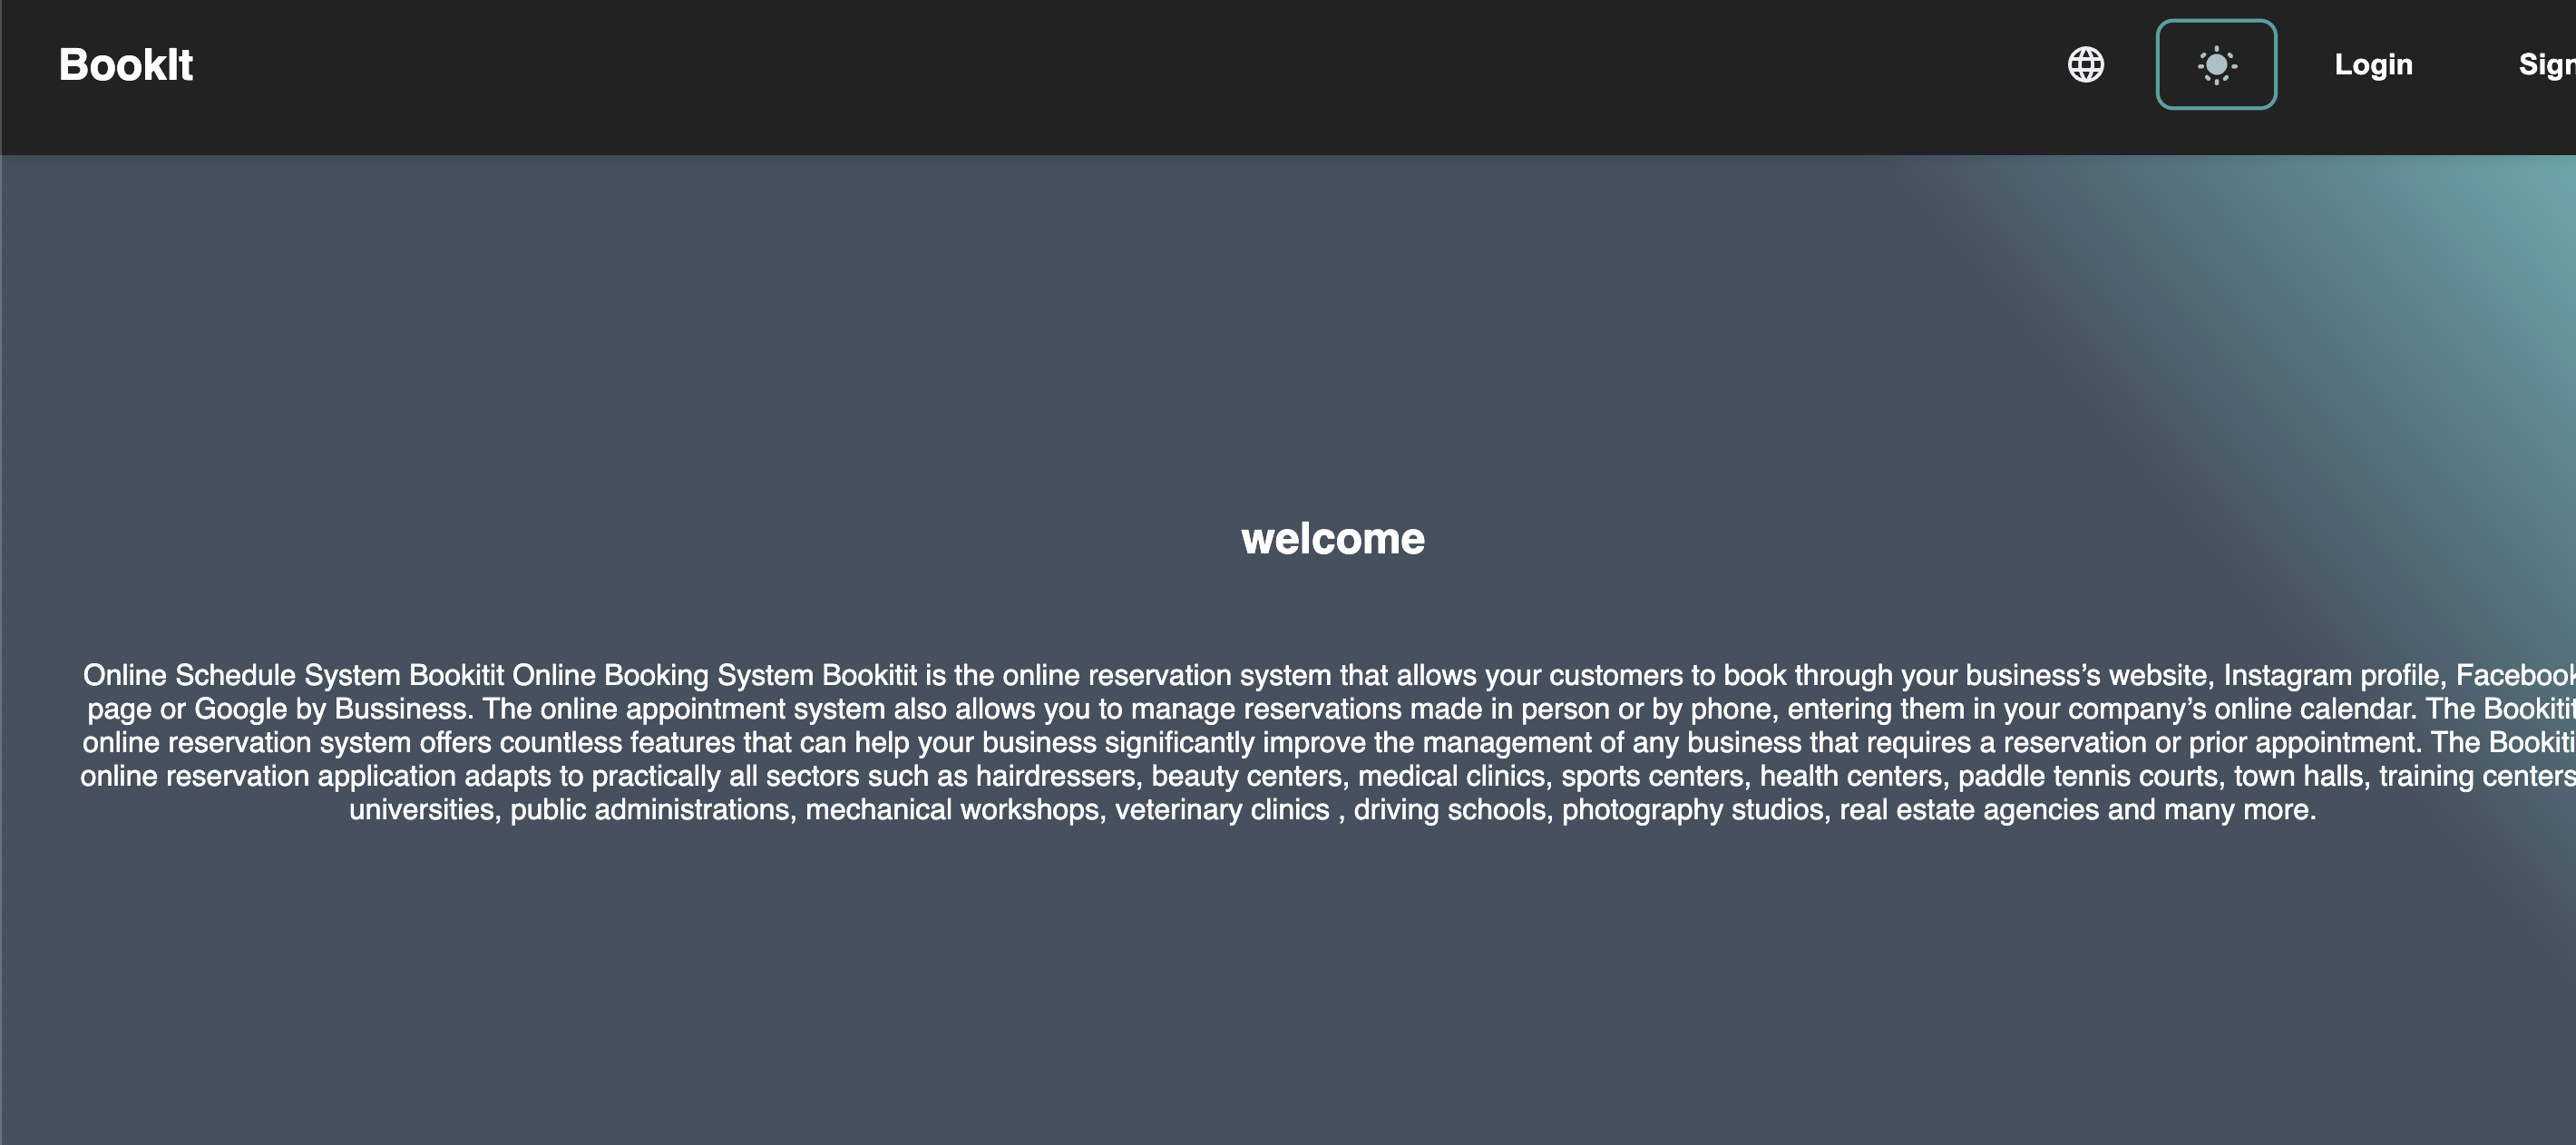 BookIt
Login
Sign
welcome
Online Schedule System Bookitit Online Booking System Bookitit is the online reservation system that allows your customers to book through your business’s website, Instagram profile, Facebook
page or Google by Bussiness. The online appointment system also allows you to manage reservations made in person or by phone, entering them in your company’s online calendar. The Bookitit
online reservation system offers countless features that can help your business significantly improve the management of any business that requires a reservation or prior appointment. The Bookiti
online reservation application adapts to practically all sectors such as hairdressers, beauty centers, medical clinics, sports centers, health centers, paddle tennis courts, town halls, training centers
universities, public administrations, mechanical workshops, veterinary clinics , driving schools, photography studios, real estate agencies and many more.